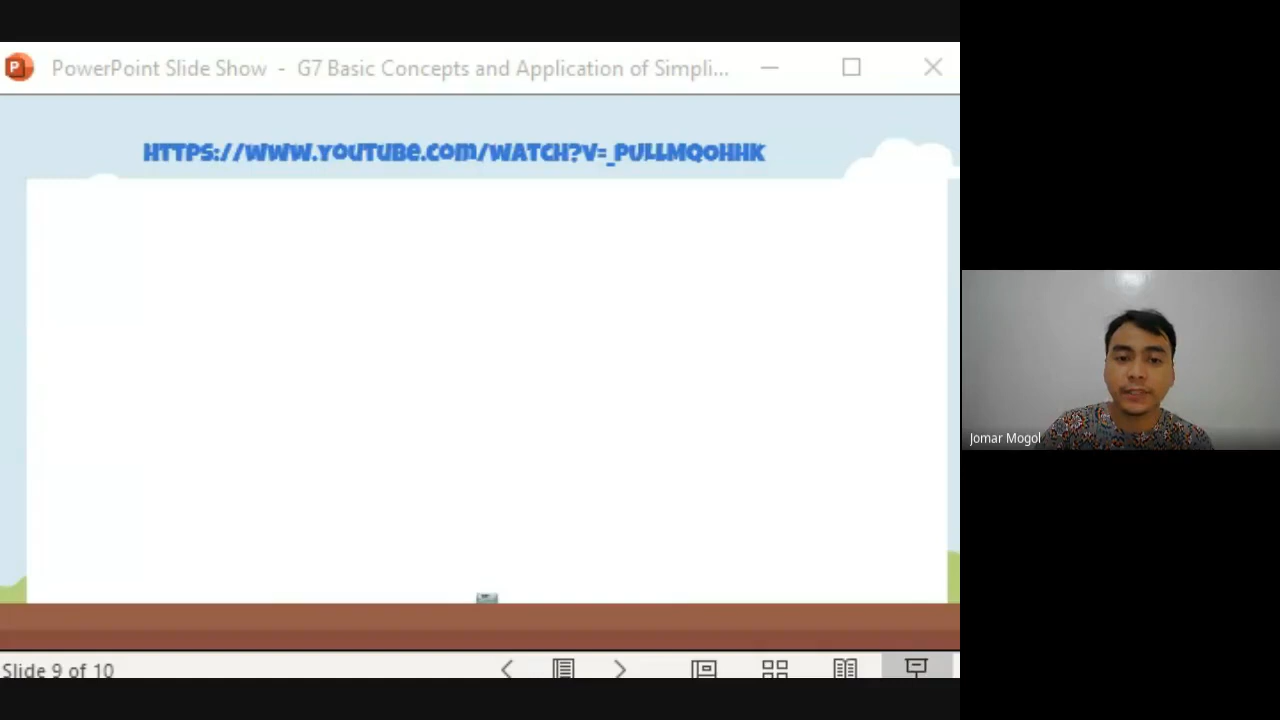 P
PowerPoint Slide Show - G7 Basic Concepts and Application of Simpli...
HTTPS://WWW.YOUTUBE.COM/WATCH?V=_PULLMQOHHK
Jomar Mogol
Slide 9 of 10